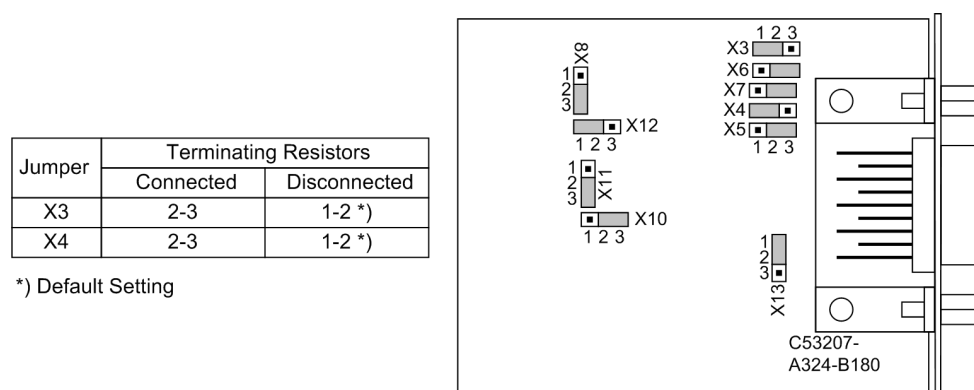 Jumper Terminating Resistors
Connected Disconnected
X3 2-3 1-2 *)
X4 2-3 1-2 *)
*) Default Setting
X8
1
2
3
X12
1 2 3
1
2
3
X11
X10
1 2 3
1 2 3
X3
X6
X7
X4
X5
1 2 3
1
2
3
X13
C53207-
A324-B180